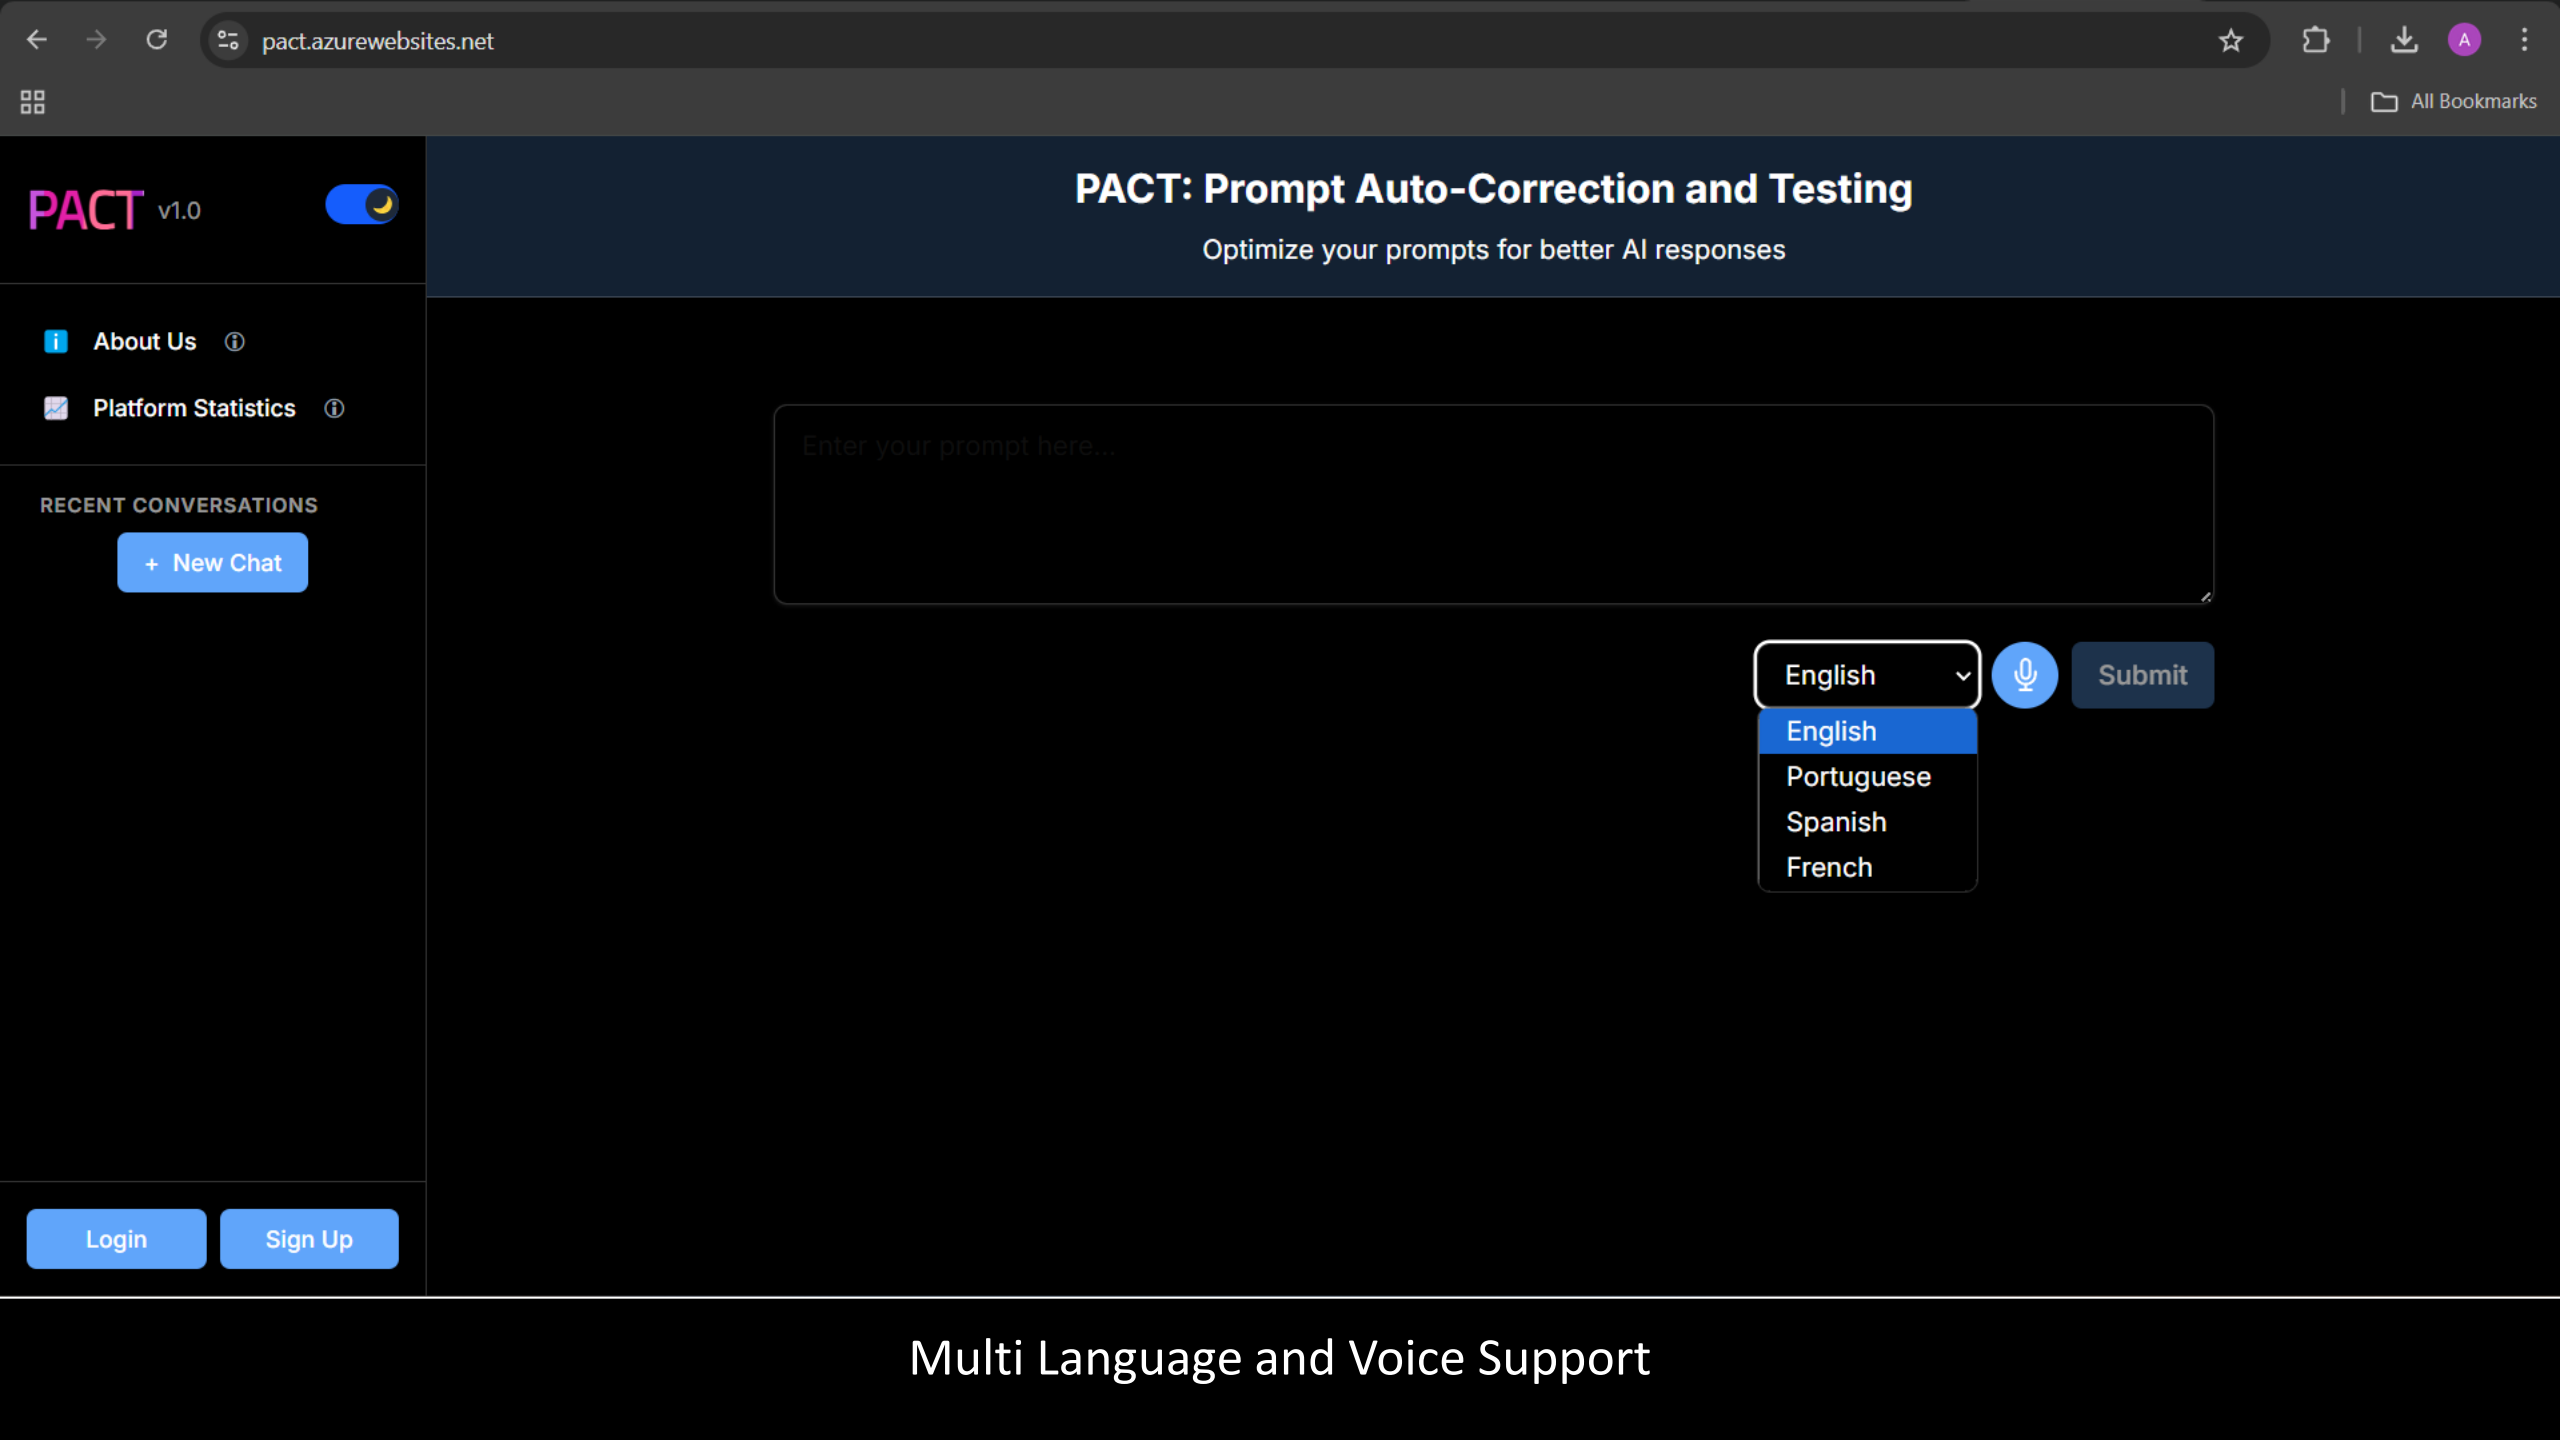 pact.azurewebsites.net
A
All Bookmarks
PACT v1.0
PACT: Prompt Auto-Correction and Testing
Optimize your prompts for better AI responses
About Us
Platform Statistics
RECENT CONVERSATIONS
+ New Chat
Enter your prompt here...
English
Submit
English
Portuguese
Spanish
French
Login
Sign Up
Multi Language and Voice Support